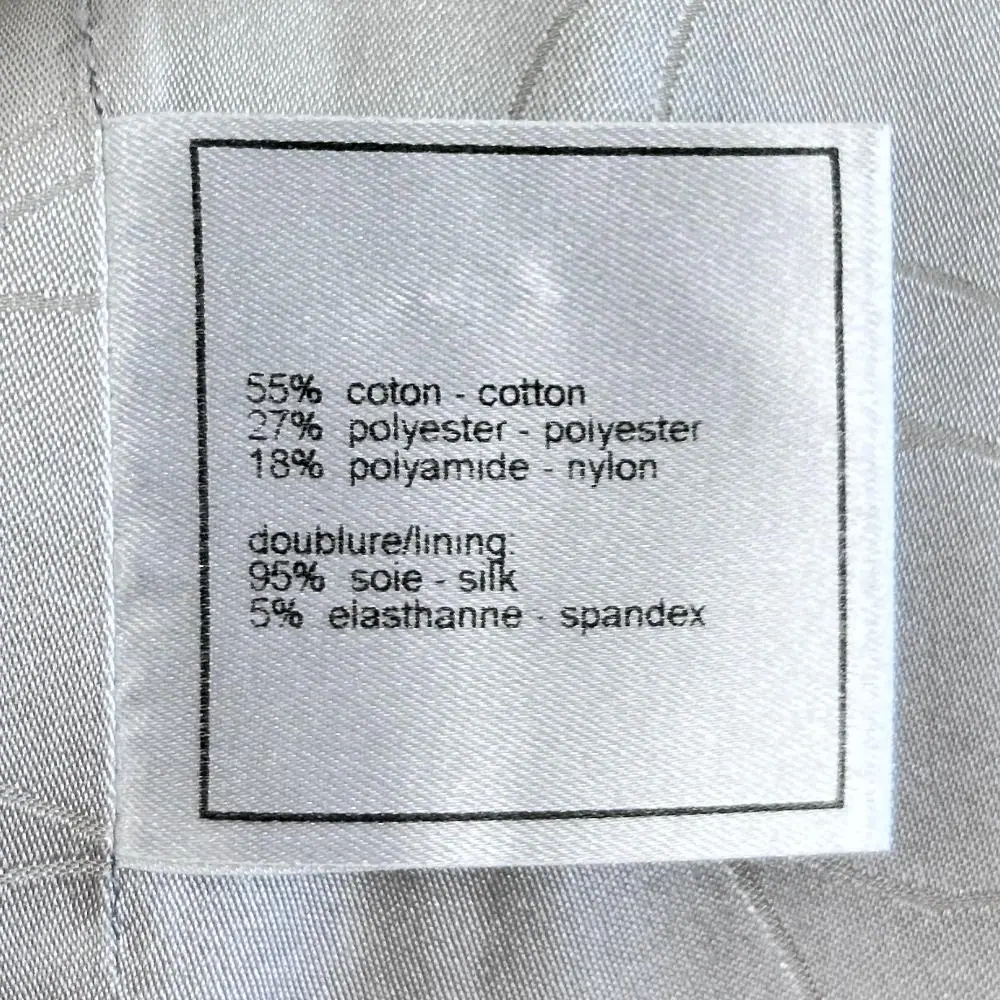 55% coton - cotton
27% polyester - polyester
18% polyamide - nylon
doublure/lining:
95% soie - silk
5% elasthanne - spandex